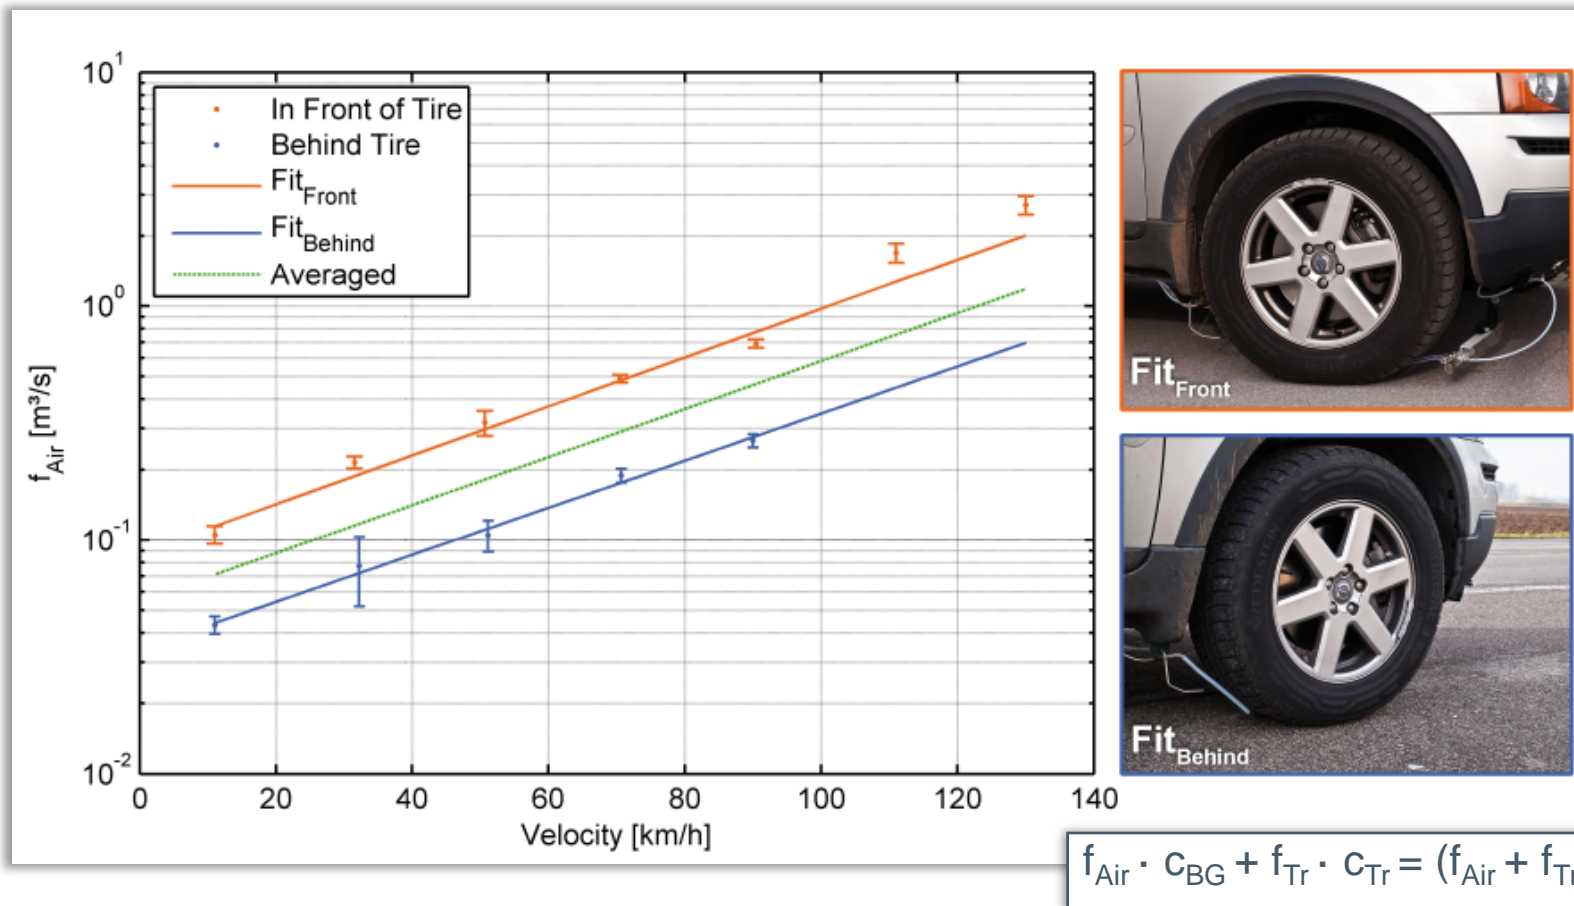 In Front of Tire
Behind Tire
Fit_Front
Fit_Behind
Averaged
10^1
10^0
10^-1
10^-2
f_Air [m³/s]
0 20 40 60 80 100 120 140
Velocity [km/h]
Fit_Front
Fit_Behind
f_Air · c_BG + f_Tr · c_Tr = (f_Air + f_Tr